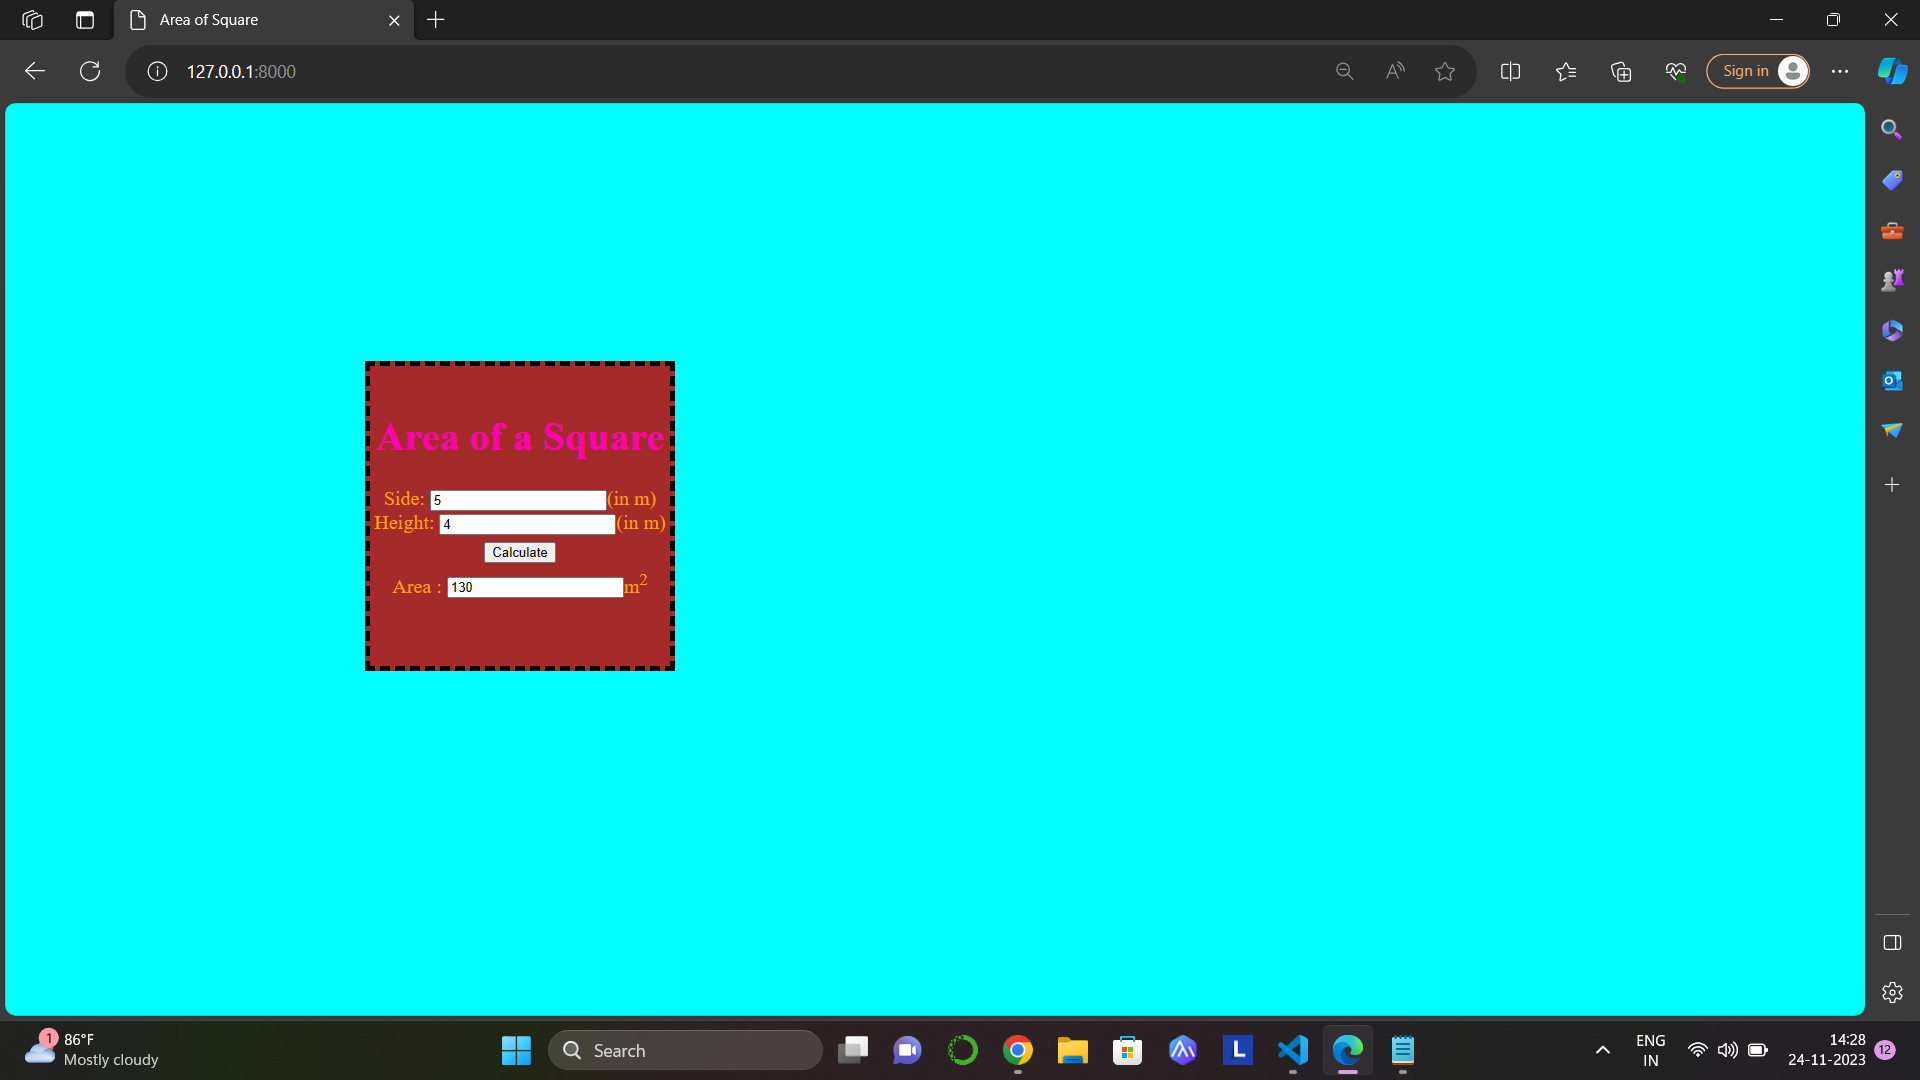 Area of Square
127.0.0.1:8000
Sign in
Area of a Square
Side: 5 (in m)
Height: 4 (in m)
Calculate
Area : 130 m²
1
86°F
Mostly cloudy
Search
L
ENG
IN
14:28
24-11-2023
12